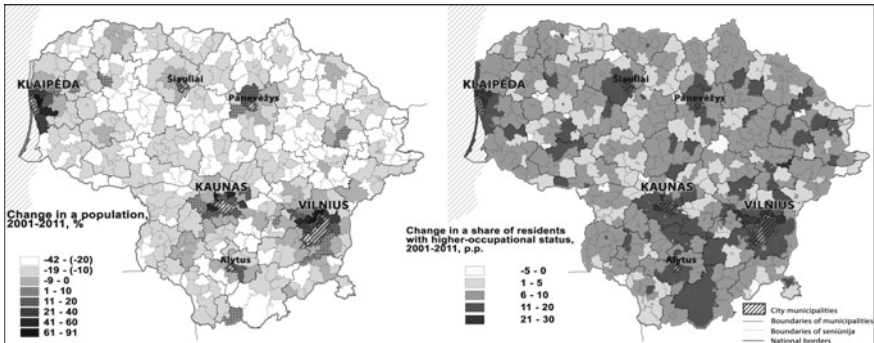 KLAIPĖDA
Šiauliai
Panevėžys
KAUNAS
VILNIUS
Alytus
Change in a population,
2001-2011, %
-42 – (-20)
-19 – (-10)
-9 - 0
1 - 10
11 - 20
21 - 40
41 - 60
61 - 91
KLAIPĖDA
Šiauliai
Panevėžys
KAUNAS
VILNIUS
Alytus
Change in a share of residents
with higher-occupational status,
2001-2011, p.p.
-5 - 0
1 - 5
6 - 10
11 - 20
21 - 30
City municipalities
Boundaries of municipalities
Boundaries of seniūnija
National borders